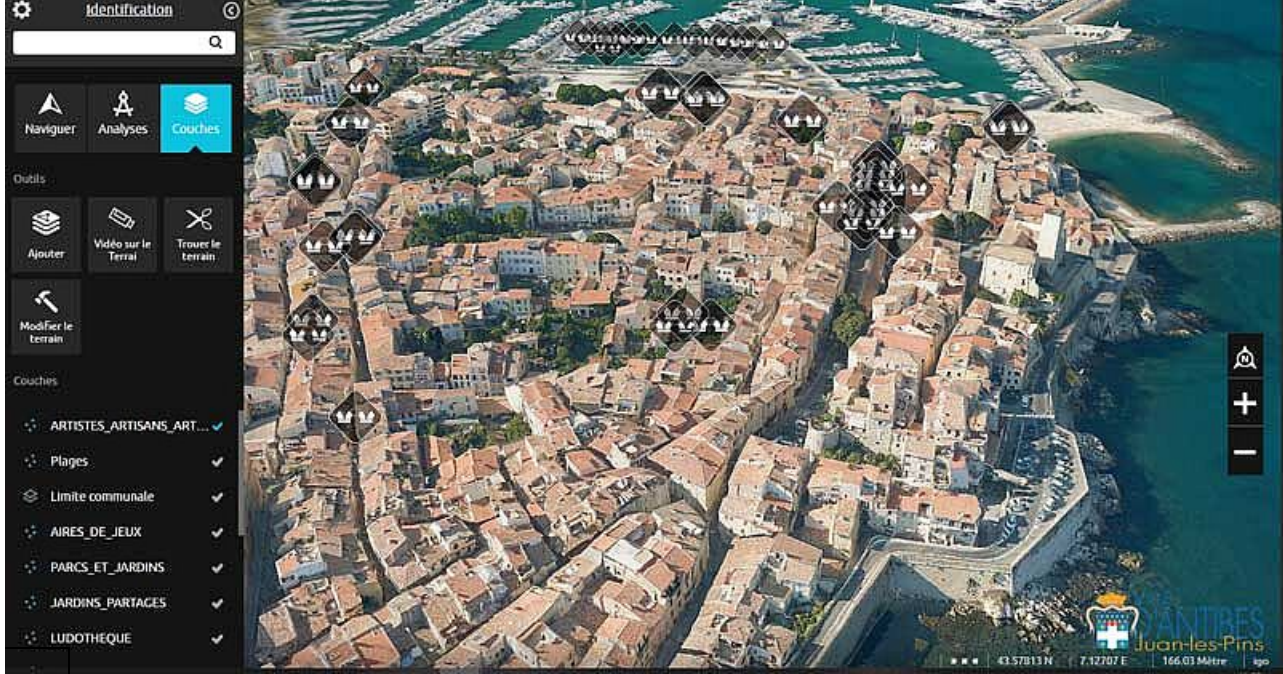 Identification
Naviguer
Analyses
Couches
Outils
Ajouter
Vidéo sur le
Terrai
Trouer le
terrain
Modifier le
terrain
Couches
ARTISTES_ARTISANS_ART...
Plages
Limite communale
AIRES_DE_JEUX
PARCS_ET_JARDINS
JARDINS_PARTAGES
LUDOTHEQUE
N
ANTIBES
Juan-les-Pins
43.57813 N 7.12707 E 166.03 Mètre igo